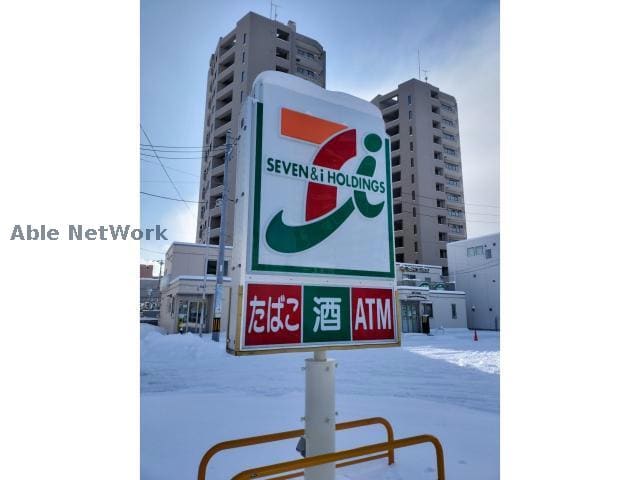 SEVEN&i HOLDINGS
たばこ 酒 ATM
Able NetWork